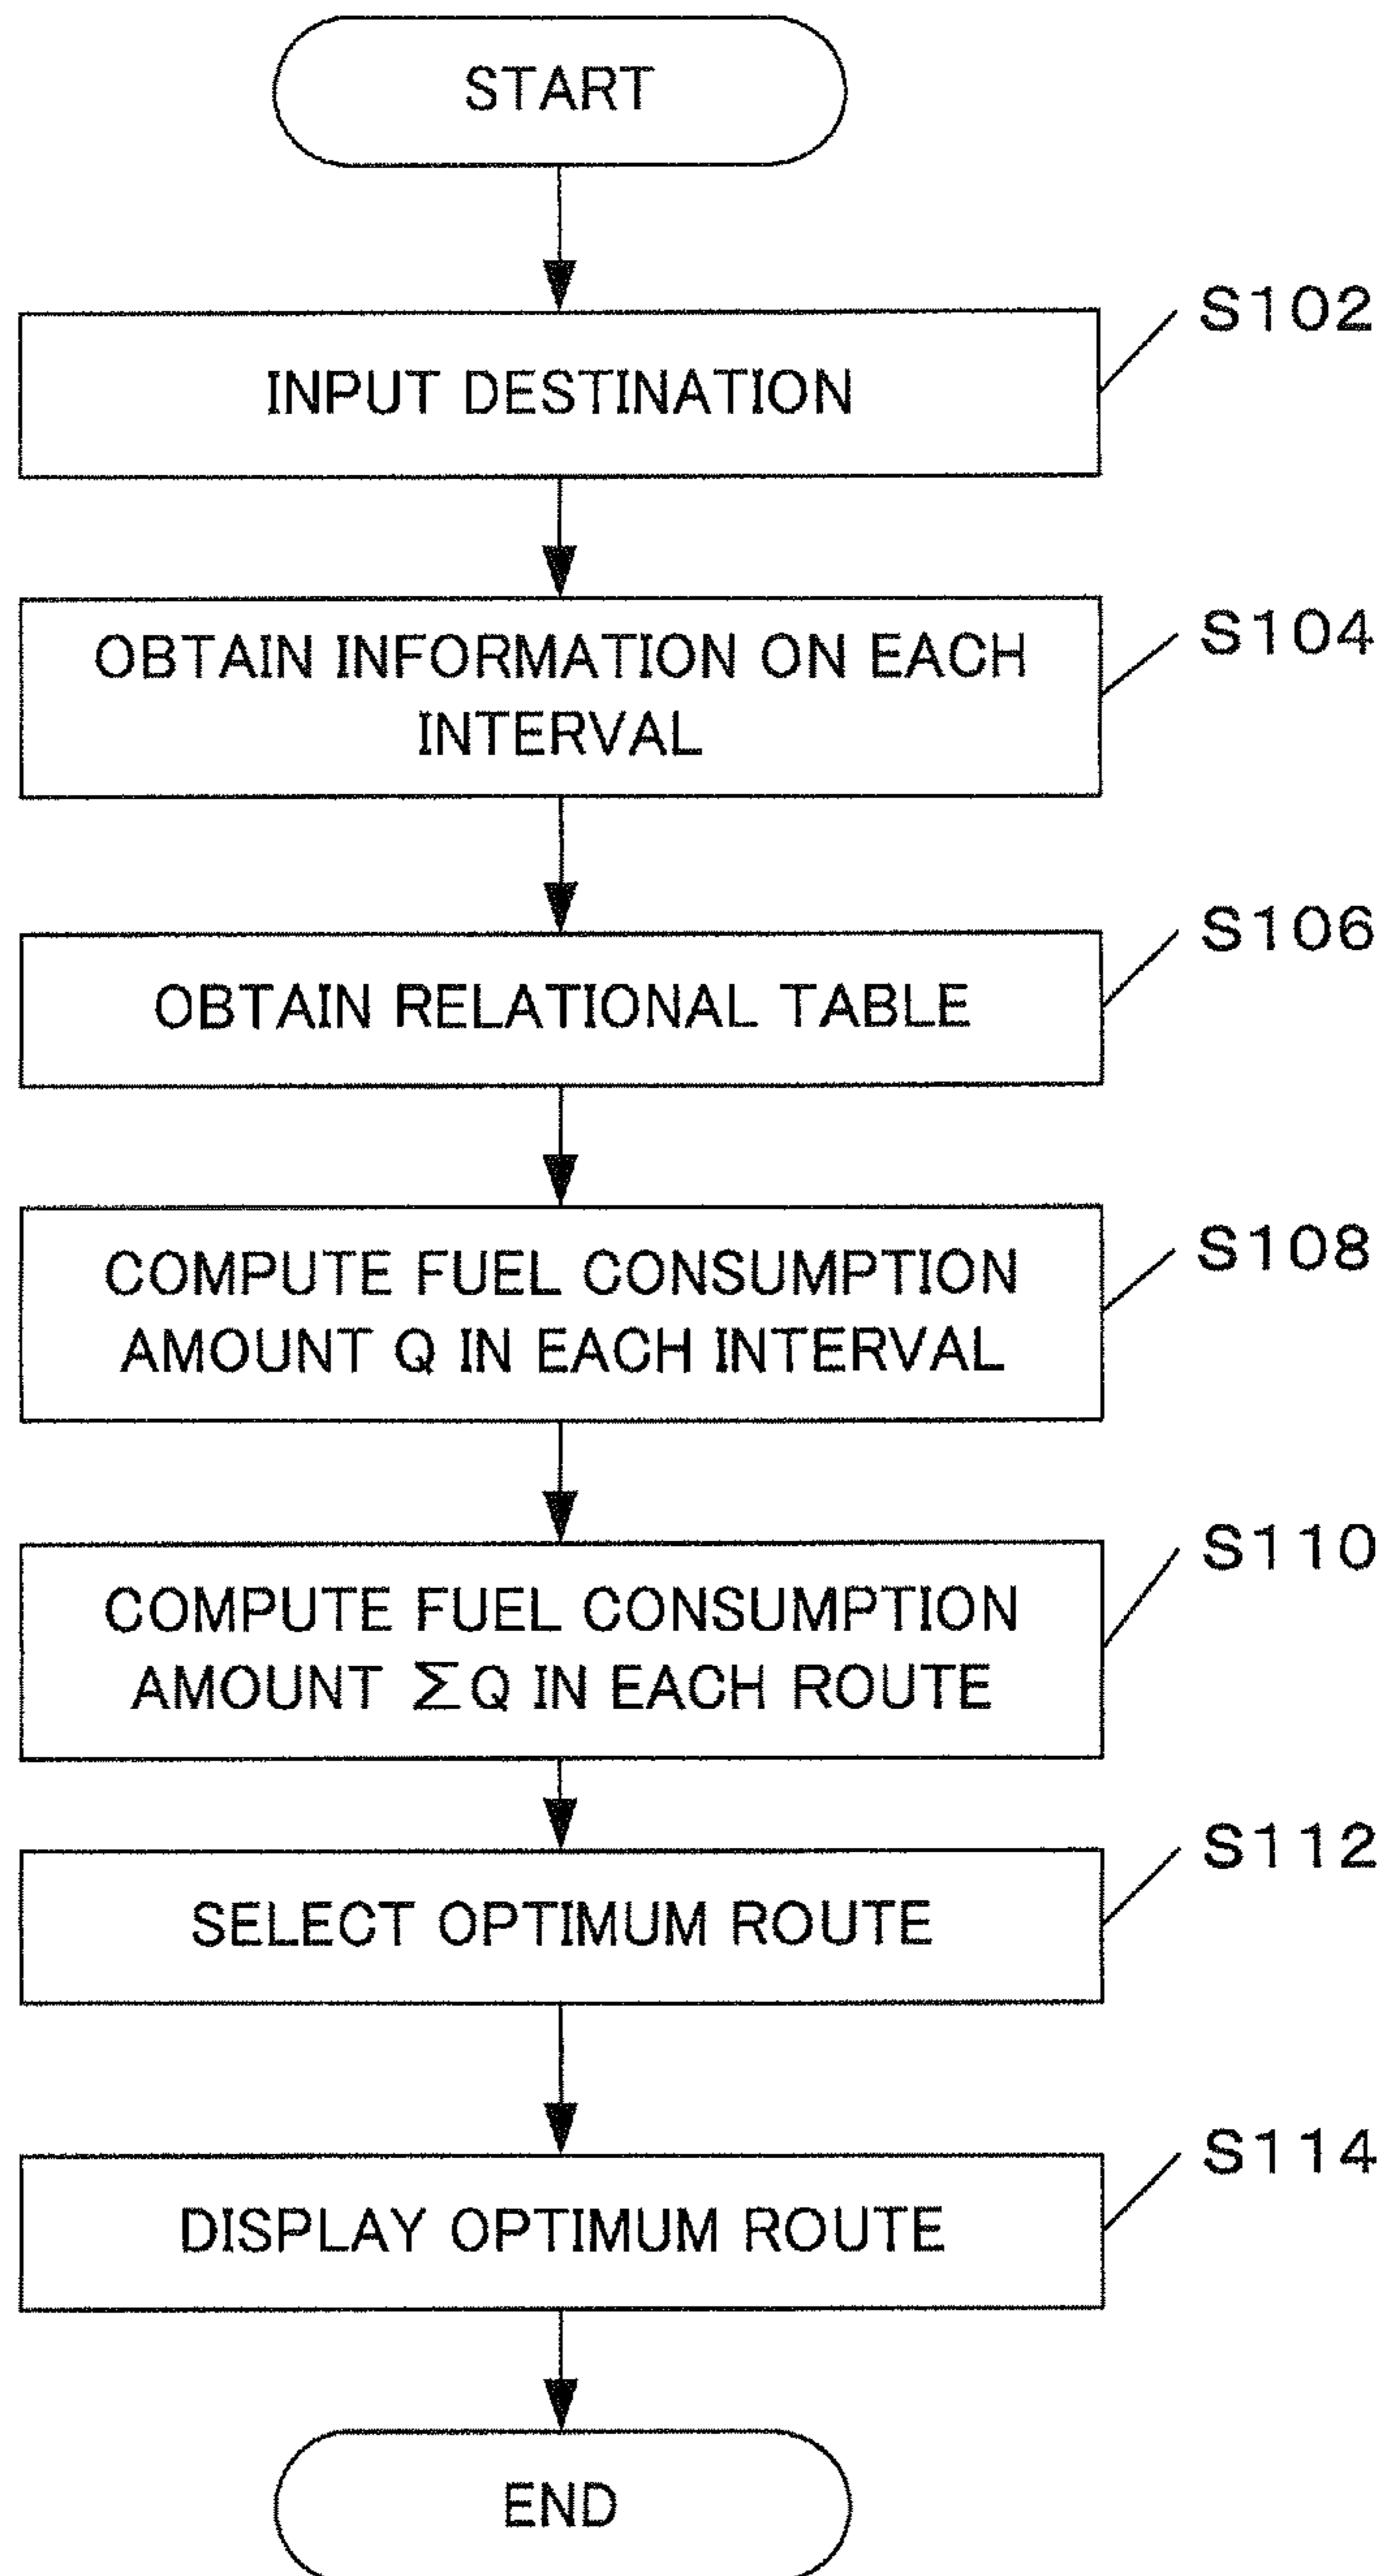 START
S102
INPUT DESTINATION
S104
OBTAIN INFORMATION ON EACH
INTERVAL
S106
OBTAIN RELATIONAL TABLE
S108
COMPUTE FUEL CONSUMPTION
AMOUNT Q IN EACH INTERVAL
S110
COMPUTE FUEL CONSUMPTION
AMOUNT ΣQ IN EACH ROUTE
S112
SELECT OPTIMUM ROUTE
S114
DISPLAY OPTIMUM ROUTE
END